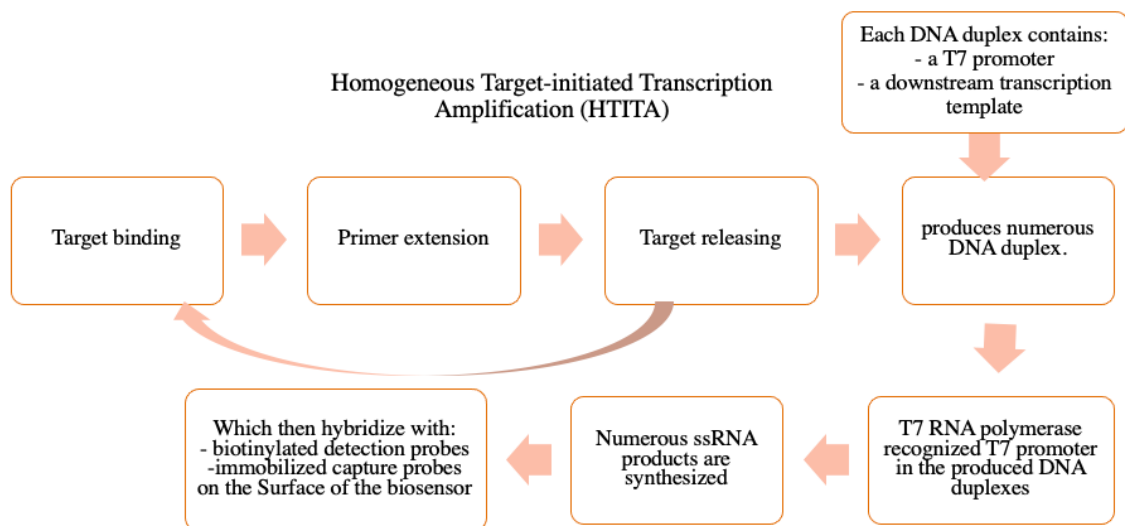 Each DNA duplex contains:
- a T7 promoter
- a downstream transcription
template
Homogeneous Target-initiated Transcription
Amplification (HTITA)
Target binding
Primer extension
Target releasing
produces numerous
DNA duplex.
Which then hybridize with:
- biotinylated detection probes
-immobilized capture probes
on the Surface of the biosensor
Numerous ssRNA
products are
synthesized
T7 RNA polymerase
recognized T7 promoter
in the produced DNA
duplexes